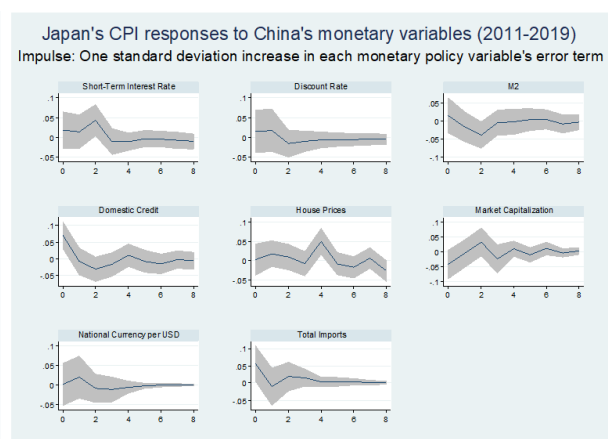 Japan's CPI responses to China's monetary variables (2011-2019)
Impulse: One standard deviation increase in each monetary policy variable's error term
Short-Term Interest Rate
.1
.05
0
-.05
0 2 4 6 8
Discount Rate
.1
.05
0
-.05
0 2 4 6 8
M2
.05
0
-.05
-.1
0 2 4 6 8
Domestic Credit
.1
.05
0
-.05
0 2 4 6 8
House Prices
.1
.05
0
-.05
0 2 4 6 8
Market Capitalization
.1
.05
0
-.05
-.1
0 2 4 6 8
National Currency per USD
.1
.05
0
-.05
0 2 4 6 8
Total Imports
.1
.05
0
-.05
0 2 4 6 8